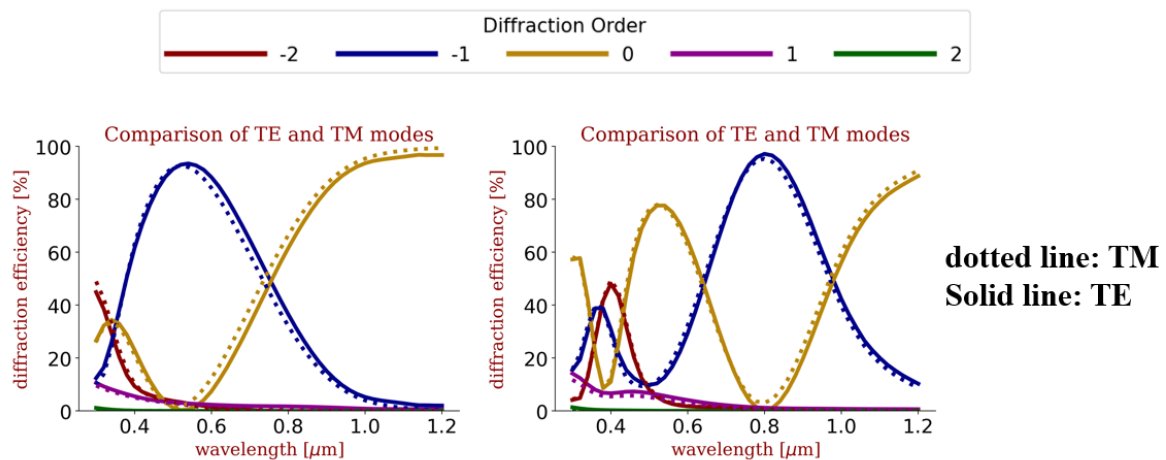 Diffraction Order
-2 -1 0 1 2
Comparison of TE and TM modes
diffraction efficiency [%]
100
80
60
40
20
0
0.4 0.6 0.8 1.0 1.2
wavelength [μm]
Comparison of TE and TM modes
diffraction efficiency [%]
100
80
60
40
20
0
0.4 0.6 0.8 1.0 1.2
wavelength [μm]
dotted line: TM
Solid line: TE